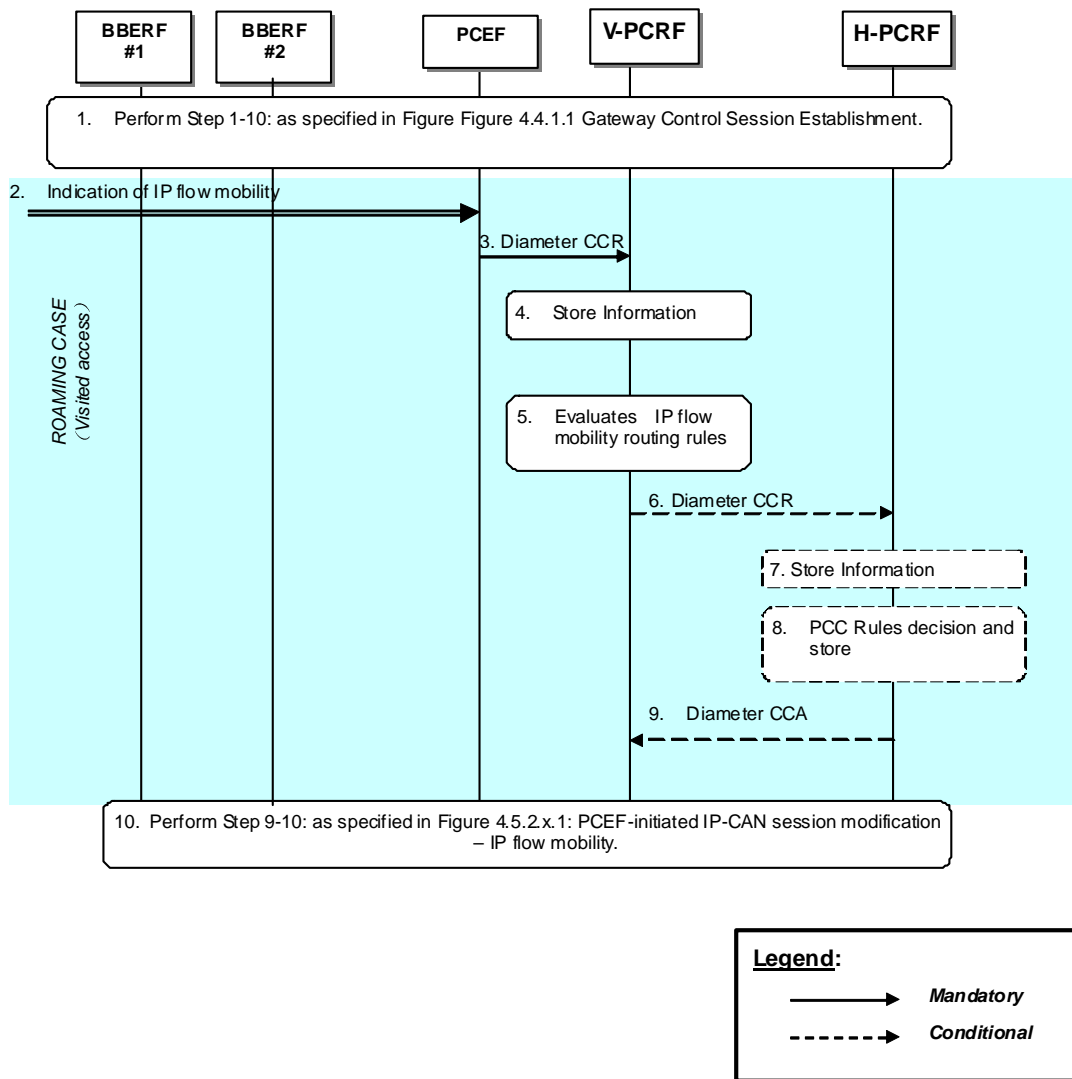 BBERF
#1
BBERF
#2
PCEF
V-PCRF
H-PCRF
1. Perform Step 1-10: as specified in Figure Figure 4.4.1.1 Gateway Control Session Establishment.
2. Indication of IP flow mobility
3. Diameter CCR
ROAMING CASE
(Visited access)
4. Store Information
5. Evaluates IP flow
mobility routing rules
6. Diameter CCR
7. Store Information
8. PCC Rules decision and
store
9. Diameter CCA
10. Perform Step 9-10: as specified in Figure 4.5.2.x.1: PCEF-initiated IP-CAN session modification
– IP flow mobility.
Legend:
Mandatory
Conditional